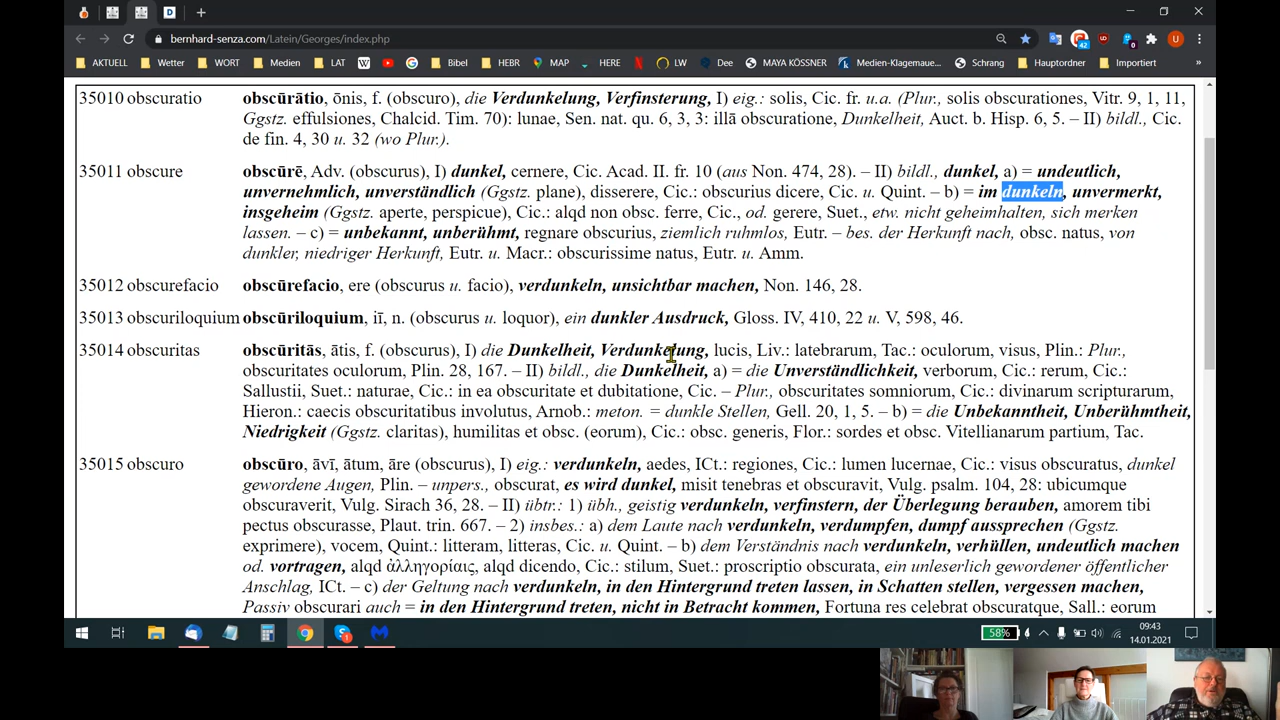 bernhard-senza.com/Latein/Georges/index.php
AKTUELL Wetter WORT Medien LAT Bibel HEBR MAP HERE LW Dee MAYA KÖSSNER Medien-Klagemaue... Schrang Hauptordner Importiert
35010 obscuratio obscūrātio, ōnis, f. (obscuro), die Verdunkelung, Verfinsterung, I) eig.: solis, Cic. fr. u.a. (Plur., solis obscurationes, Vitr. 9, 1, 11,
Ggstz. effulsiones, Chalcid. Tim. 70): lunae, Sen. nat. qu. 6, 3, 3: illā obscuratione, Dunkelheit, Auct. b. Hisp. 6, 5. – II) bildl., Cic.
de fin. 4, 30 u. 32 (wo Plur.).
35011 obscure obscūrē, Adv. (obscurus), I) dunkel, cernere, Cic. Acad. II. fr. 10 (aus Non. 474, 28). – II) bildl., dunkel, a) = undeutlich,
unvernehmlich, unverständlich (Ggstz. plane), disserere, Cic.: obscurius dicere, Cic. u. Quint. – b) = im dunkeln, unvermerkt,
insgeheim (Ggstz. aperte, perspicue), Cic.: alqd non obsc. ferre, Cic., od. gerere, Suet., etw. nicht geheimhalten, sich merken
lassen. – c) = unbekannt, unberühmt, regnare obscurius, ziemlich ruhmlos, Eutr. – bes. der Herkunft nach, obsc. natus, von
dunkler, niedriger Herkunft, Eutr. u. Macr.: obscurissime natus, Eutr. u. Amm.
35012 obscurefacio obscūrefacio, ere (obscurus u. facio), verdunkeln, unsichtbar machen, Non. 146, 28.
35013 obscuriloquium obscūriloquium, iī, n. (obscurus u. loquor), ein dunkler Ausdruck, Gloss. IV, 410, 22 u. V, 598, 46.
35014 obscuritas obscūritās, ātis, f. (obscurus), I) die Dunkelheit, Verdunkelung, lucis, Liv.: latebrarum, Tac.: oculorum, visus, Plin.: Plur.,
obscuritates oculorum, Plin. 28, 167. – II) bildl., die Dunkelheit, a) = die Unverständlichkeit, verborum, Cic.: rerum, Cic.:
Sallustii, Suet.: naturae, Cic.: in ea obscuritate et dubitatione, Cic. – Plur., obscuritates somniorum, Cic.: divinarum scripturarum,
Hieron.: caecis obscuritatibus involutus, Arnob.: meton. = dunkle Stellen, Gell. 20, 1, 5. – b) = die Unbekanntheit, Unberühmtheit,
Niedrigkeit (Ggstz. claritas), humilitas et obsc. (eorum), Cic.: obsc. generis, Flor.: sordes et obsc. Vitellianarum partium, Tac.
35015 obscuro obscūro, āvī, ātum, āre (obscurus), I) eig.: verdunkeln, aedes, ICt.: regiones, Cic.: lumen lucernae, Cic.: visus obscuratus, dunkel
gewordene Augen, Plin. – unpers., obscurat, es wird dunkel, misit tenebras et obscuravit, Vulg. psalm. 104, 28: ubicumque
obscuraverit, Vulg. Sirach 36, 28. – II) übtr.: 1) übh., geistig verdunkeln, verfinstern, der Überlegung berauben, amorem tibi
pectus obscurasse, Plaut. trin. 667. – 2) insbes.: a) dem Laute nach verdunkeln, verdumpfen, dumpf aussprechen (Ggstz.
exprimere), vocem, Quint.: litteram, litteras, Cic. u. Quint. – b) dem Verständnis nach verdunkeln, verhüllen, undeutlich machen
od. vortragen, alqd ἀλληγορίαις, alqd dicendo, Cic.: stilum, Suet.: proscriptio obscurata, ein unleserlich gewordener öffentlicher
Anschlag, ICt. – c) der Geltung nach verdunkeln, in den Hintergrund treten lassen, in Schatten stellen, vergessen machen,
Passiv obscurari auch = in den Hintergrund treten, nicht in Betracht kommen, Fortuna res celebrat obscuratque, Sall.: eorum
58% 09:43
14.01.2021